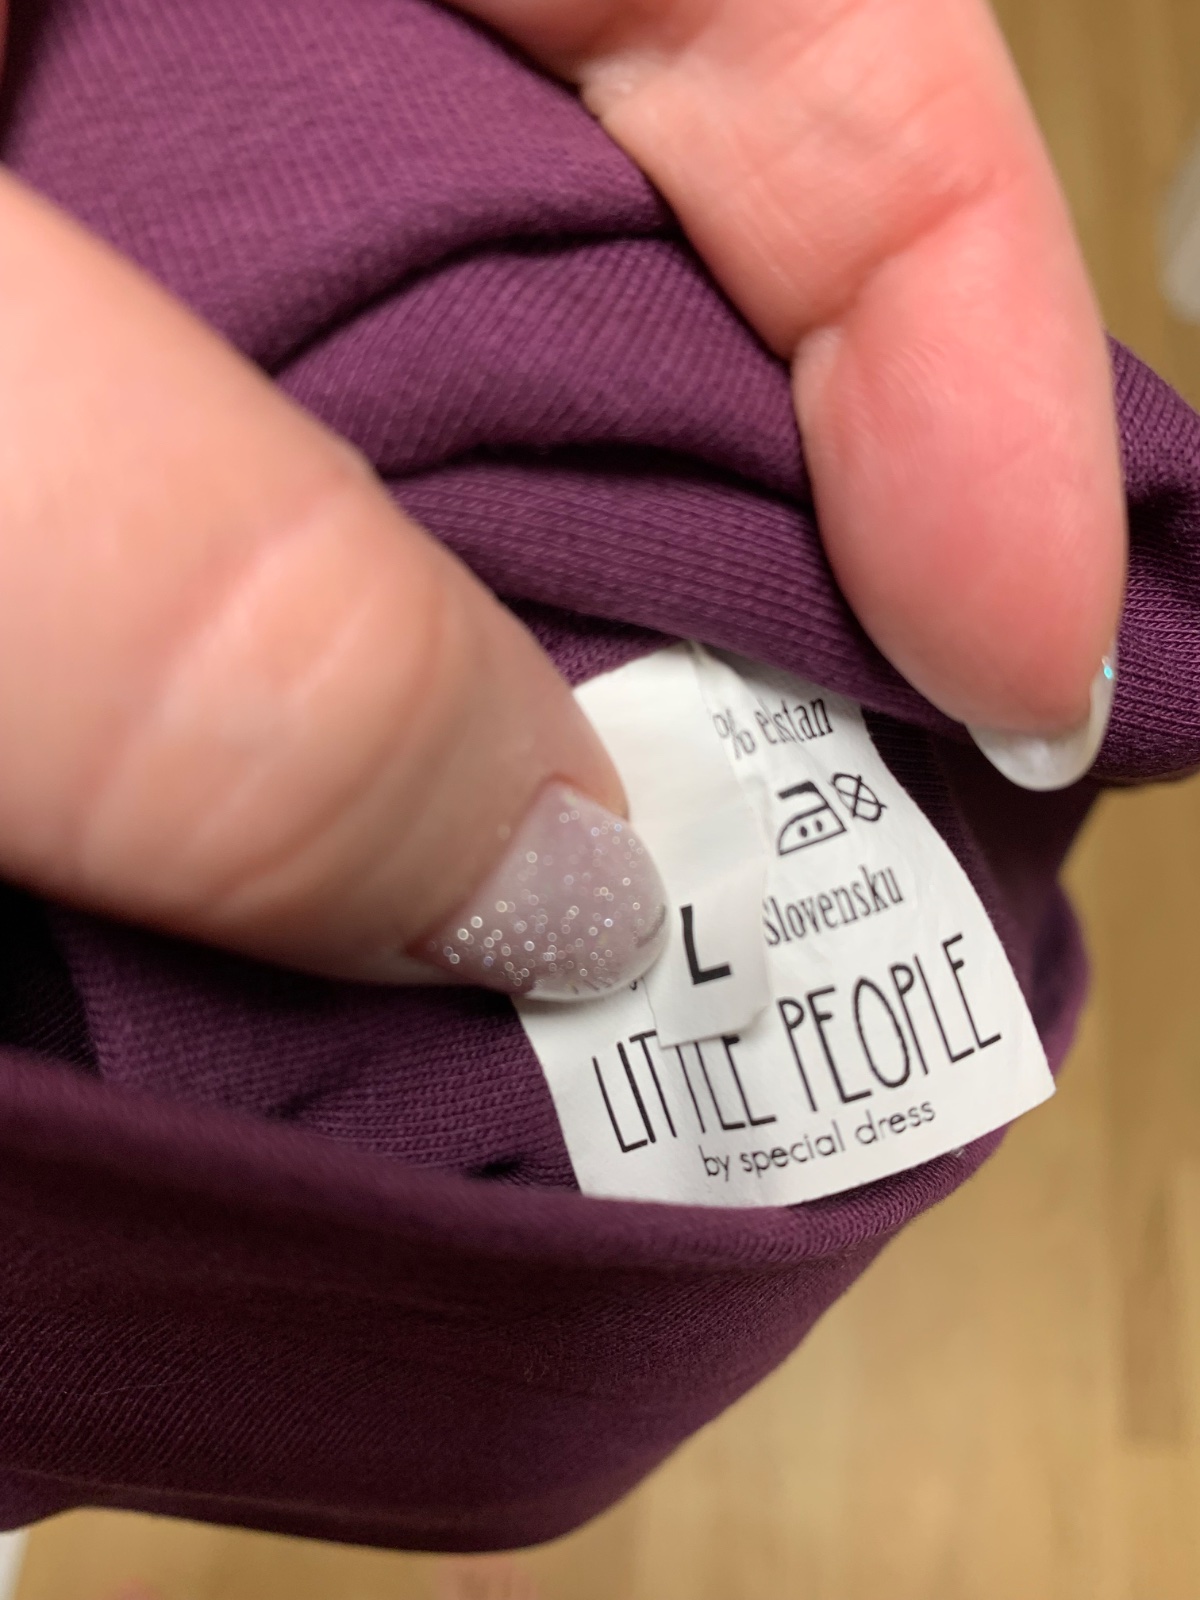 % elastan
Slovensku
L
LITTLE PEOPLE
by special dress